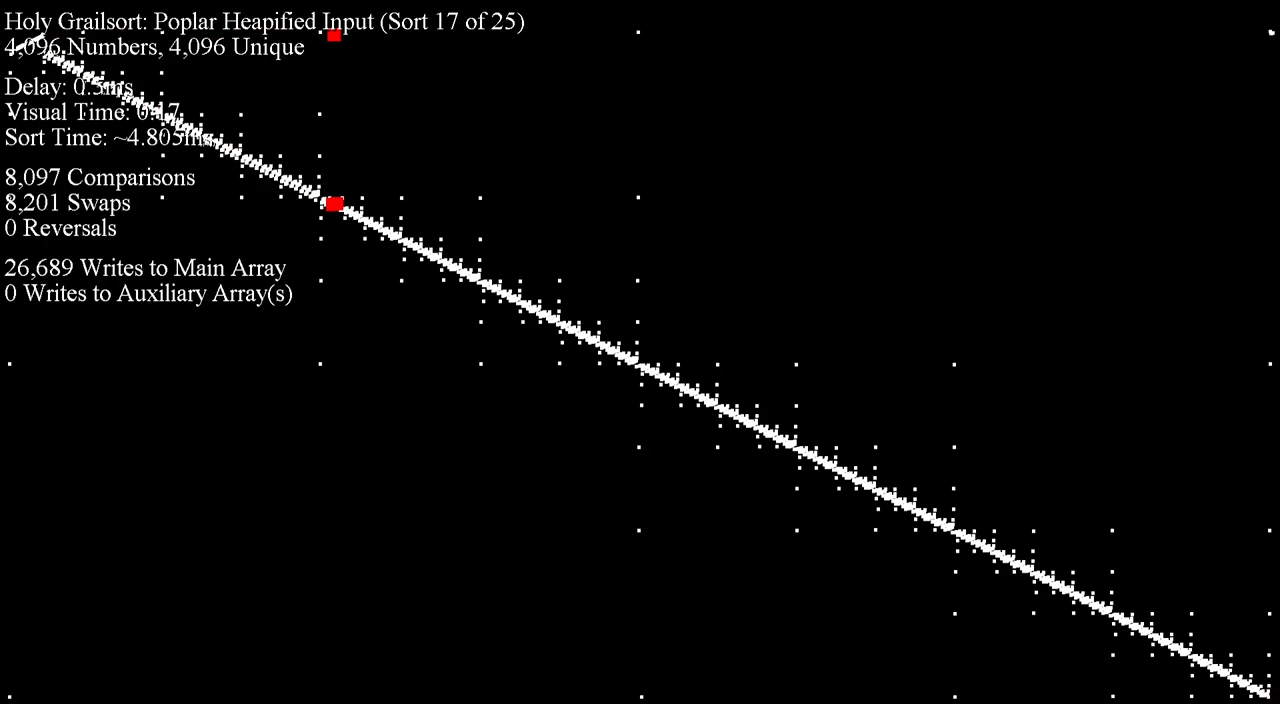 Holy Grailsort: Poplar Heapified Input (Sort 17 of 25)
4,096 Numbers, 4,096 Unique
Delay: 0.5ms
Visual Time: 0:17
Sort Time: ~4.805ms
8,097 Comparisons
8,201 Swaps
0 Reversals
26,689 Writes to Main Array
0 Writes to Auxiliary Array(s)